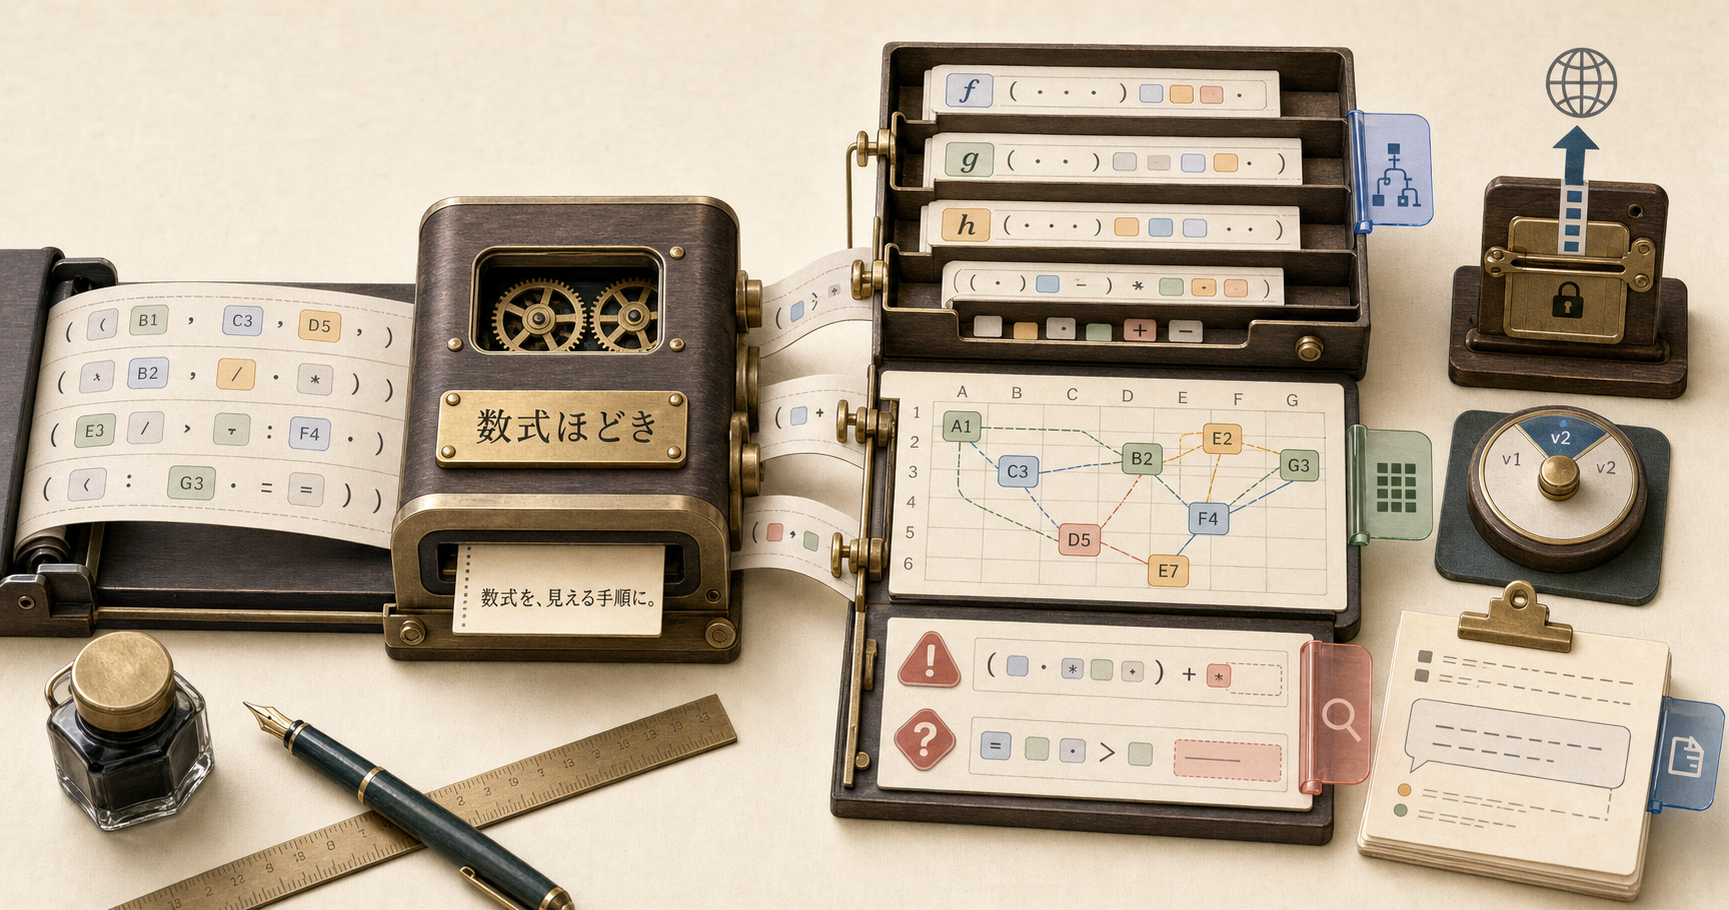 ( ( B1 , C3 , D5 , )
B2 , / · * ) )
( E3 / > : F4 · )
( < : G3 · = = ) )
数式ほどき
数式を、見える手順に。
f ( · · · ) ·
g ( · · ) · )
h ( · · · ) · · )
( · ) - ) * · · · )
· + −
( > +
( +
( ,
A B C D E F G
1
2
3
4
5
6
A1
C3
B2
E2
G3
D5
F4
E7
! ( · * · ) + *
? = · >
v1 v2 v2